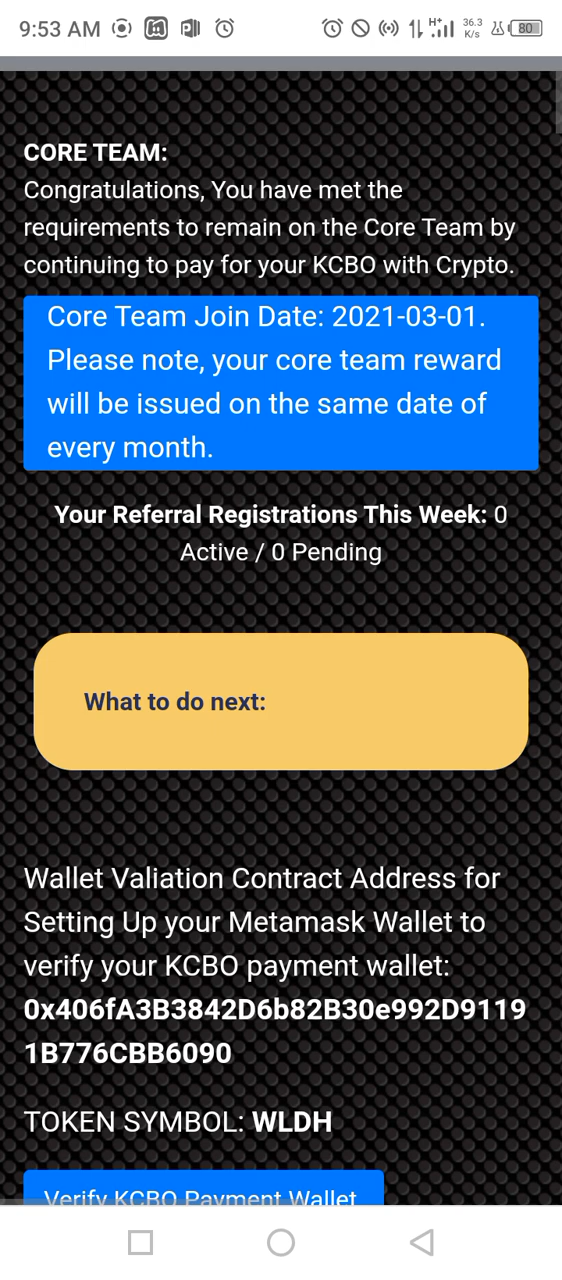 9:53 AM
H+
36.3
K/s
80
CORE TEAM:
Congratulations, You have met the
requirements to remain on the Core Team by
continuing to pay for your KCBO with Crypto.
Core Team Join Date: 2021-03-01.
Please note, your core team reward
will be issued on the same date of
every month.
Your Referral Registrations This Week: 0
Active / 0 Pending
What to do next:
Wallet Valiation Contract Address for
Setting Up your Metamask Wallet to
verify your KCBO payment wallet:
0x406fA3B3842D6b82B30e992D9119
1B776CBB6090
TOKEN SYMBOL: WLDH
Verify KCBO Payment Wallet